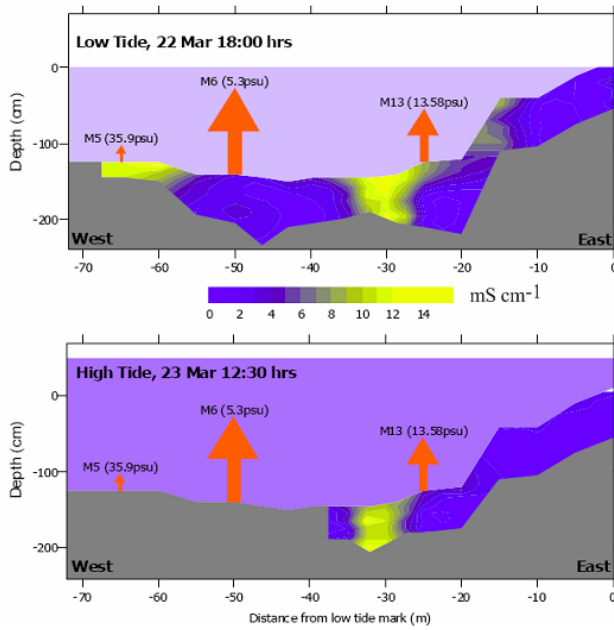 Low Tide, 22 Mar 18:00 hrs
M6 (5.3psu)
M13 (13.58psu)
M5 (35.9psu)
Depth (cm)
0
-100
-200
West
East
-70 -60 -50 -40 -30 -20 -10 0
mS cm-1
0 2 4 6 8 10 12 14
High Tide, 23 Mar 12:30 hrs
M6 (5.3psu)
M13 (13.58psu)
M5 (35.9psu)
Depth (cm)
0
-100
-200
West
East
-70 -60 -50 -40 -30 -20 -10 0
Distance from low tide mark (m)